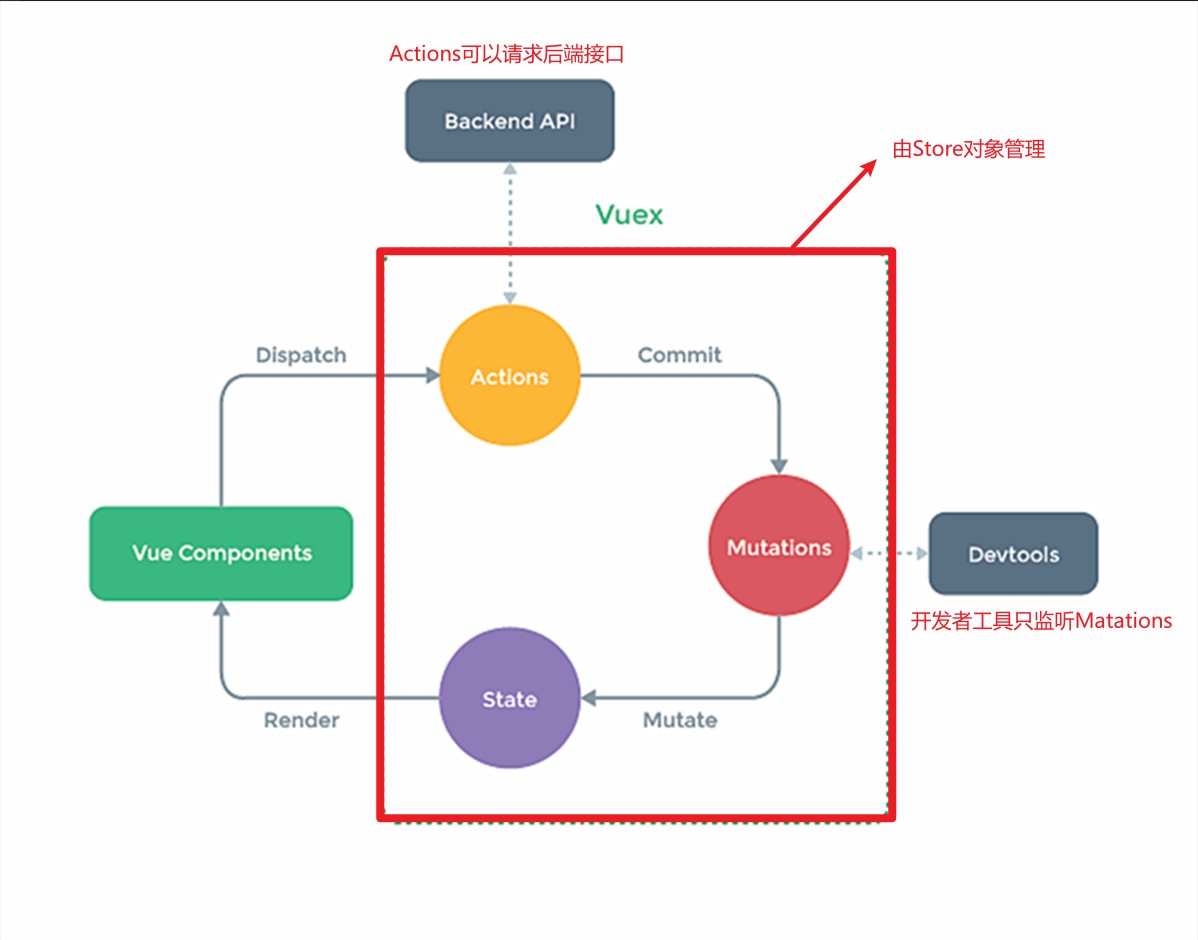 Actions可以请求后端接口
Backend API
由Store对象管理
Vuex
Dispatch
Commit
Actions
Mutations
Vue Components
Devtools
开发者工具只监听Matations
State
Render
Mutate